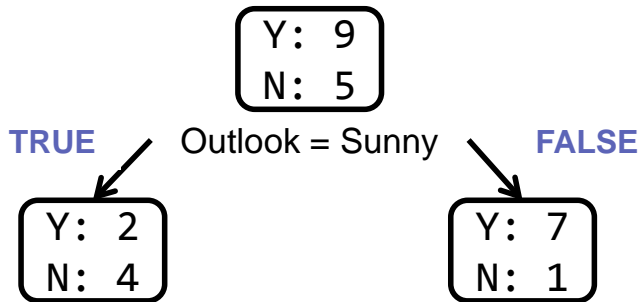 Y: 9
N: 5
TRUE Outlook = Sunny FALSE
Y: 2
N: 4
Y: 7
N: 1